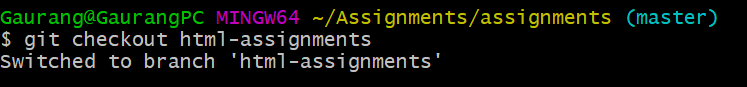 Gaurang@GaurangPC MINGW64 ~/Assignments/assignments (master)
$ git checkout html-assignments
Switched to branch 'html-assignments'